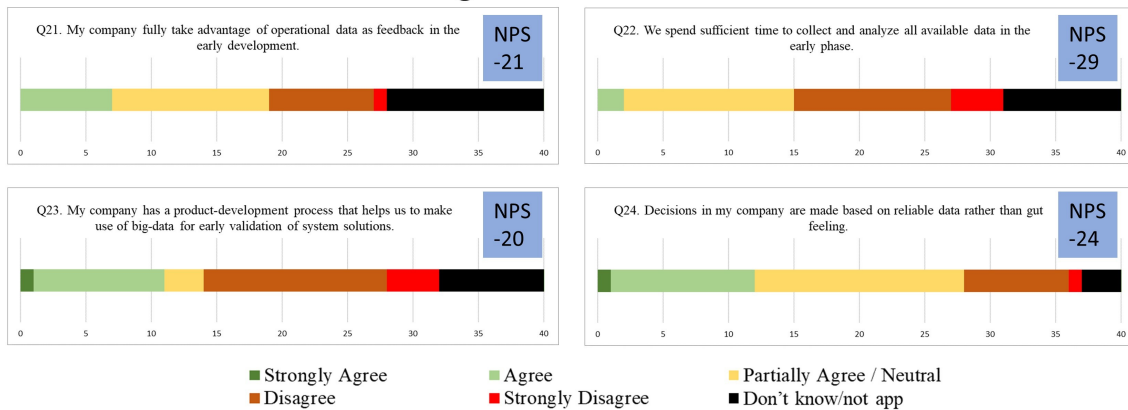 Q21. My company fully take advantage of operational data as feedback in the
early development.
NPS
-21
0 5 10 15 20 25 30 35 40
Q22. We spend sufficient time to collect and analyze all available data in the
early phase.
NPS
-29
0 5 10 15 20 25 30 35 40
Q23. My company has a product-development process that helps us to make
use of big-data for early validation of system solutions.
NPS
-20
0 5 10 15 20 25 30 35 40
Q24. Decisions in my company are made based on reliable data rather than gut
feeling.
NPS
-24
0 5 10 15 20 25 30 35 40
Strongly Agree Agree Partially Agree / Neutral
Disagree Strongly Disagree Don't know/not app